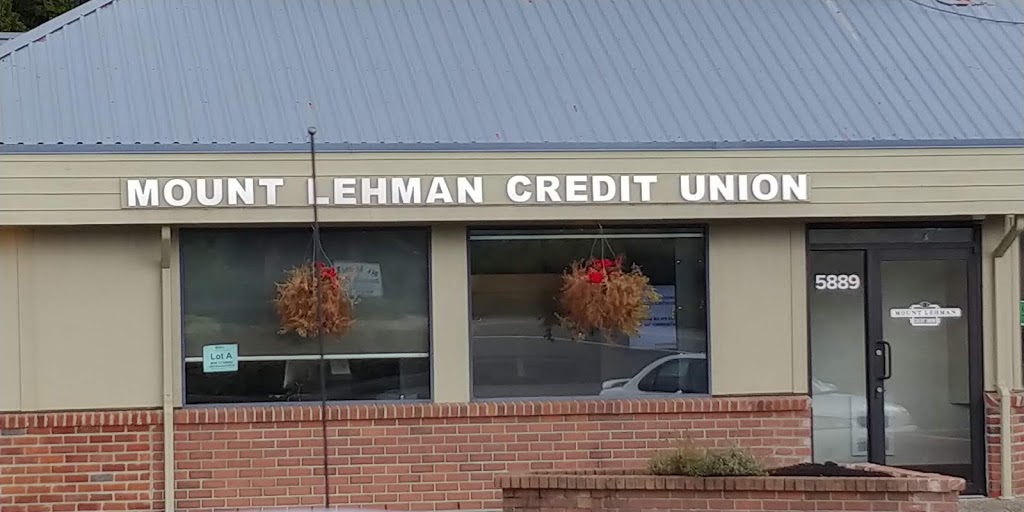 MOUNT LEHMAN CREDIT UNION
5889
MOUNT LEHMAN
Lot A